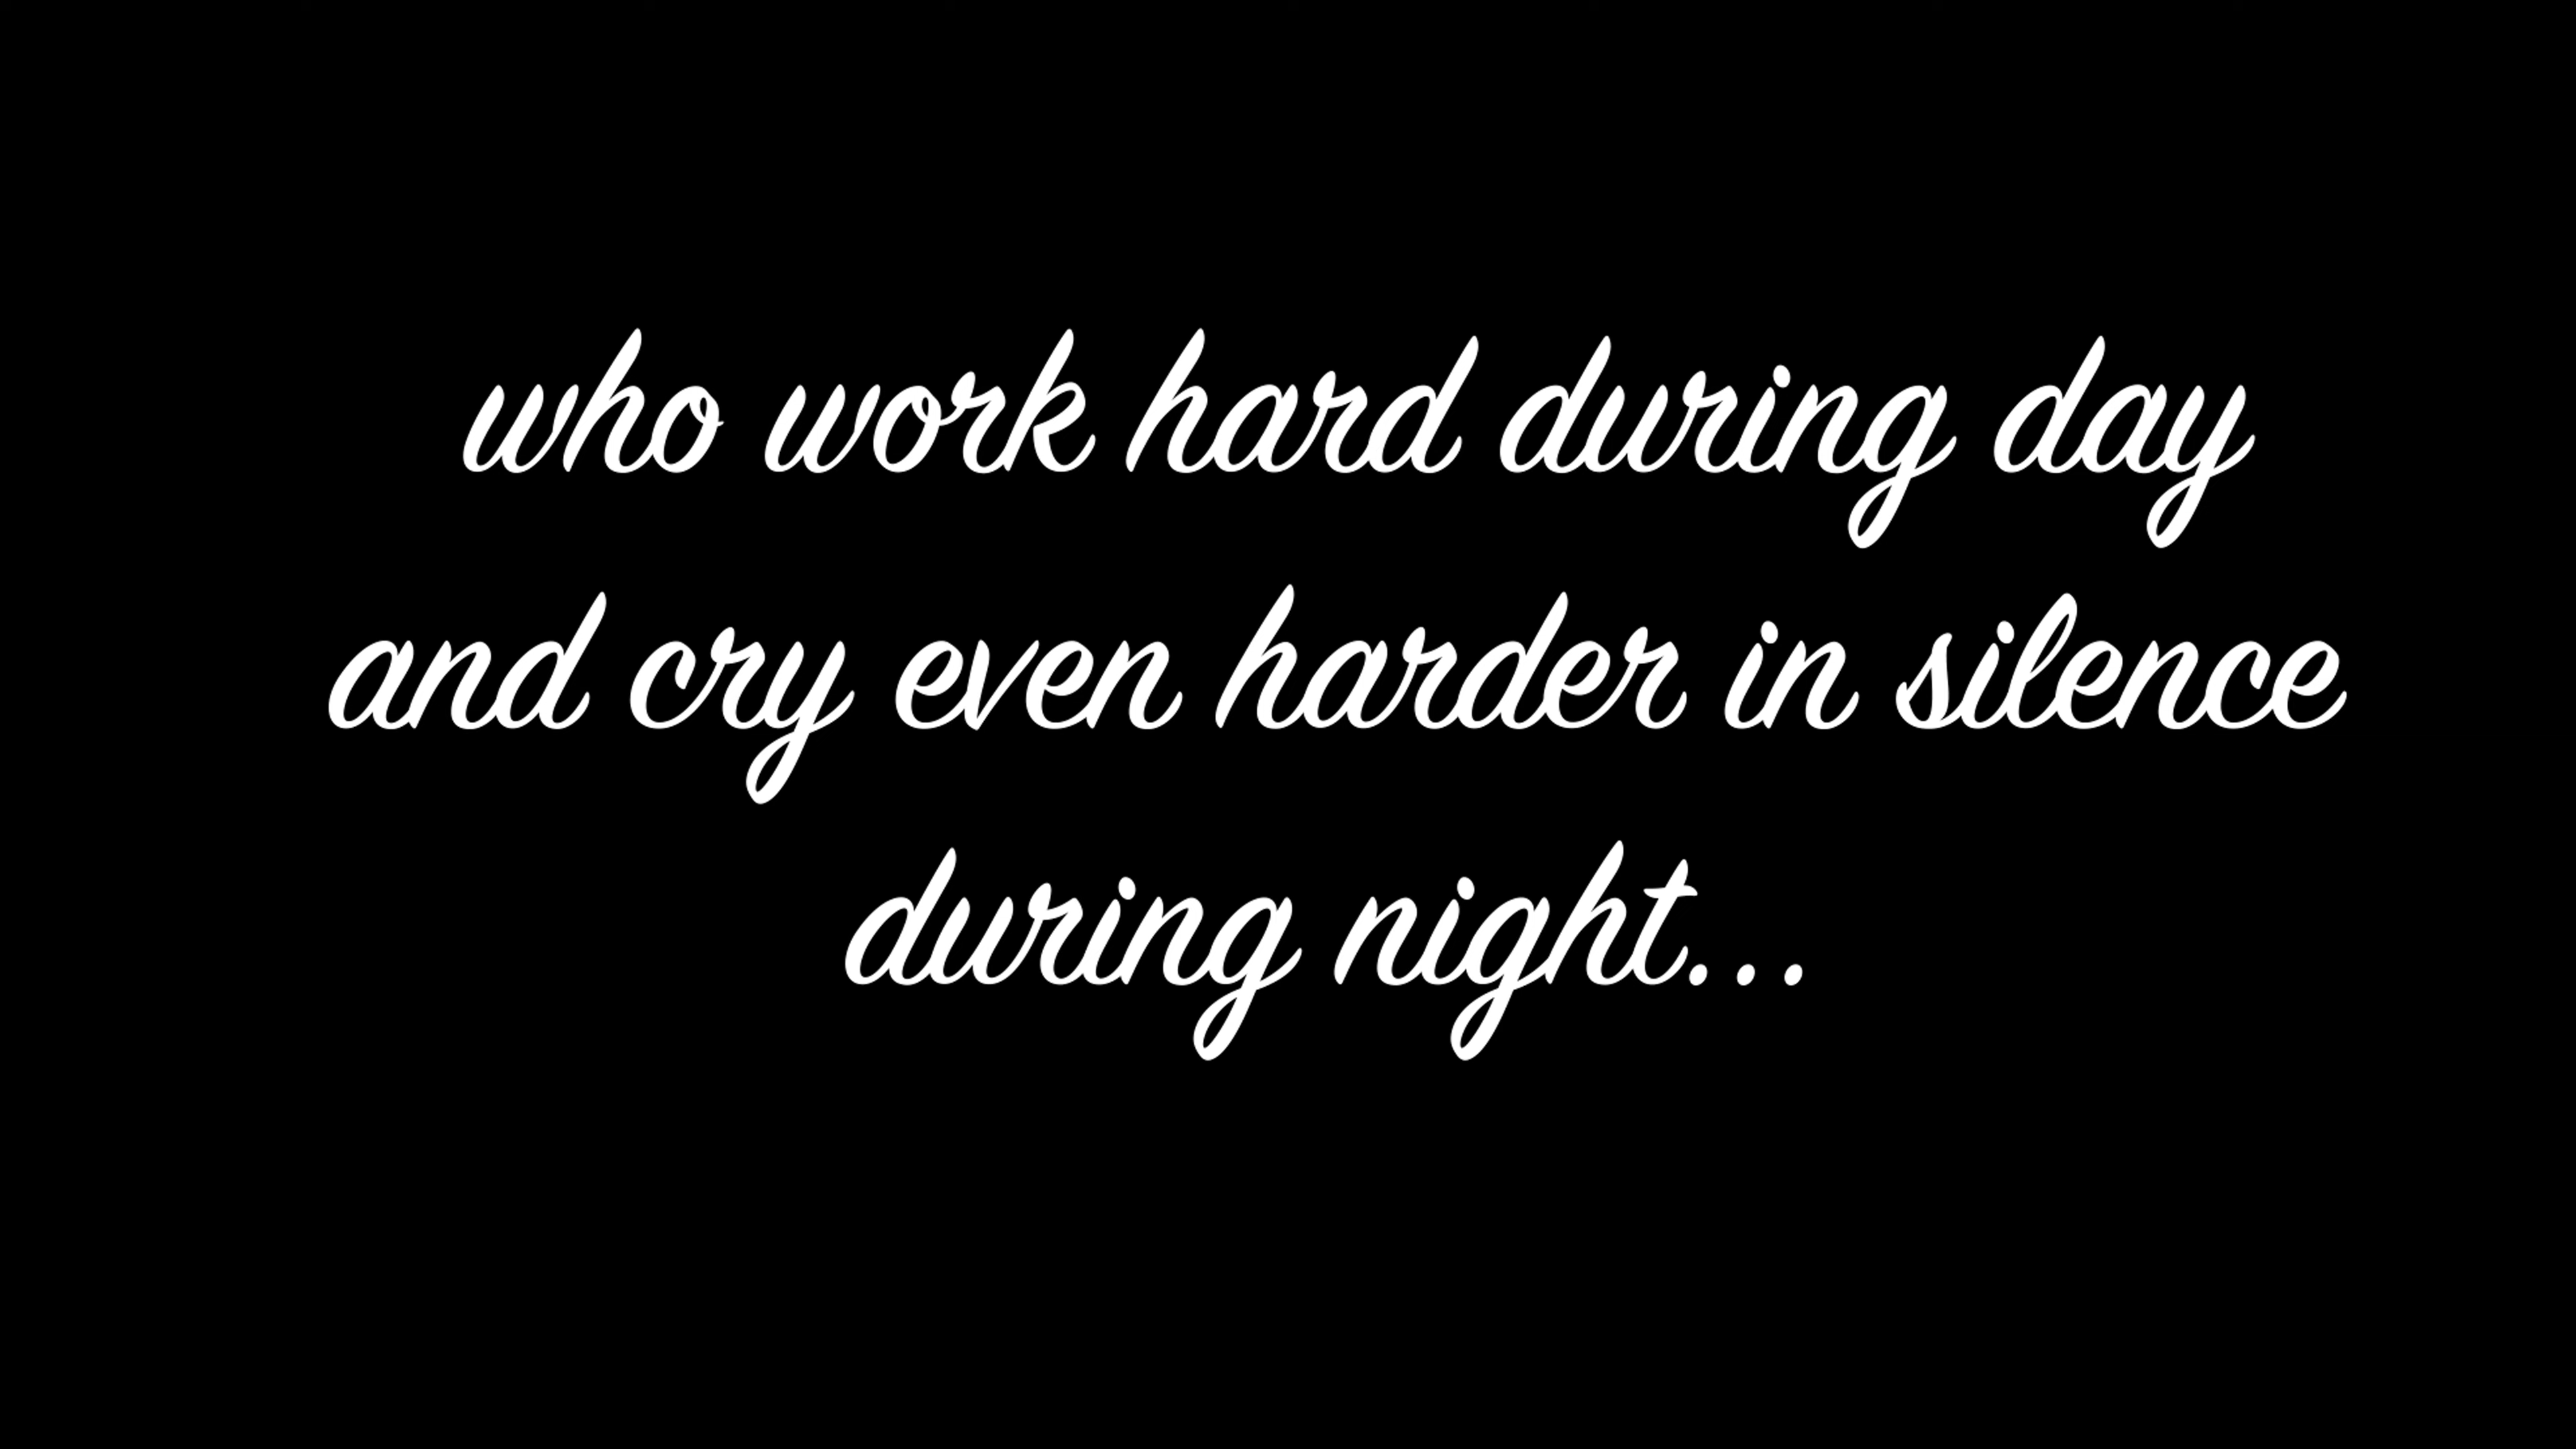 who work hard during day
and cry even harder in silence
during night...